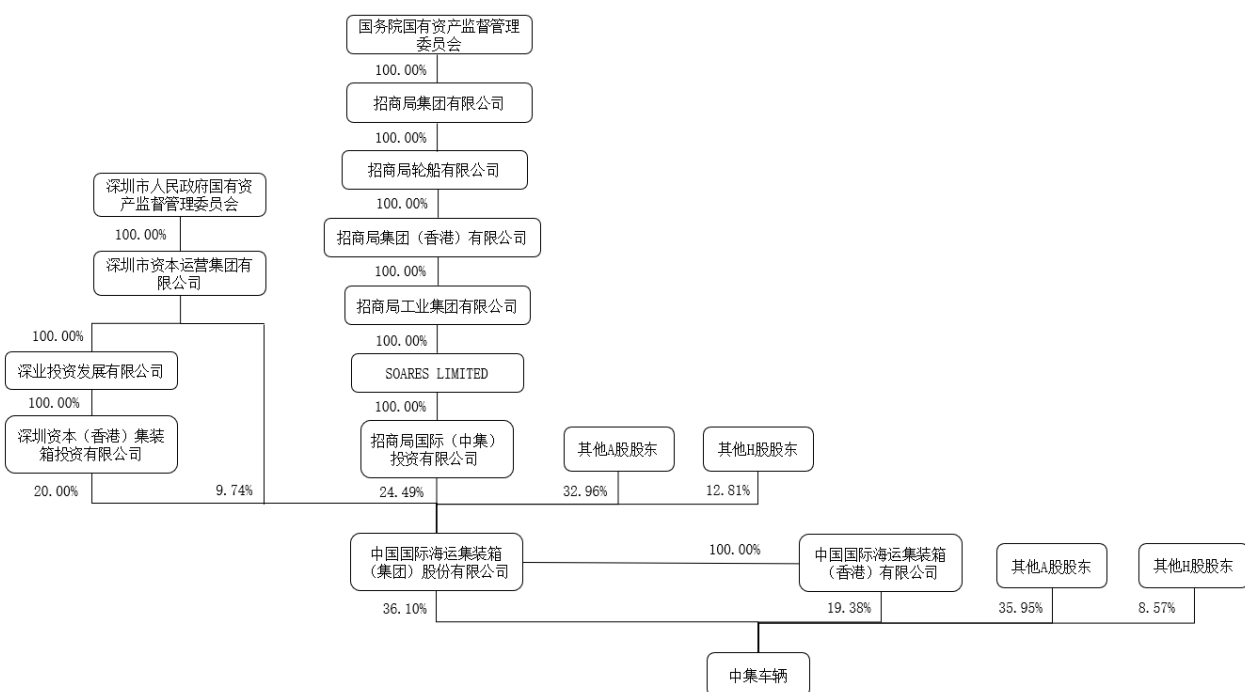 国务院国有资产监督管理
委员会
100.00%
招商局集团有限公司
100.00%
招商局轮船有限公司
深圳市人民政府国有资
产监督管理委员会
100.00%
招商局集团（香港）有限公司
100.00%
深圳市资本运营集团有
限公司
100.00%
招商局工业集团有限公司
100.00%
100.00%
深业投资发展有限公司
SOARES LIMITED
100.00%
100.00%
深圳资本（香港）集装
箱投资有限公司
招商局国际（中集）
投资有限公司
其他A股股东
其他H股股东
20.00%
9.74%
24.49%
32.96%
12.81%
中国国际海运集装箱
（集团）股份有限公司
100.00%
中国国际海运集装箱
（香港）有限公司
其他A股股东
其他H股股东
36.10%
19.38%
35.95%
8.57%
中集车辆